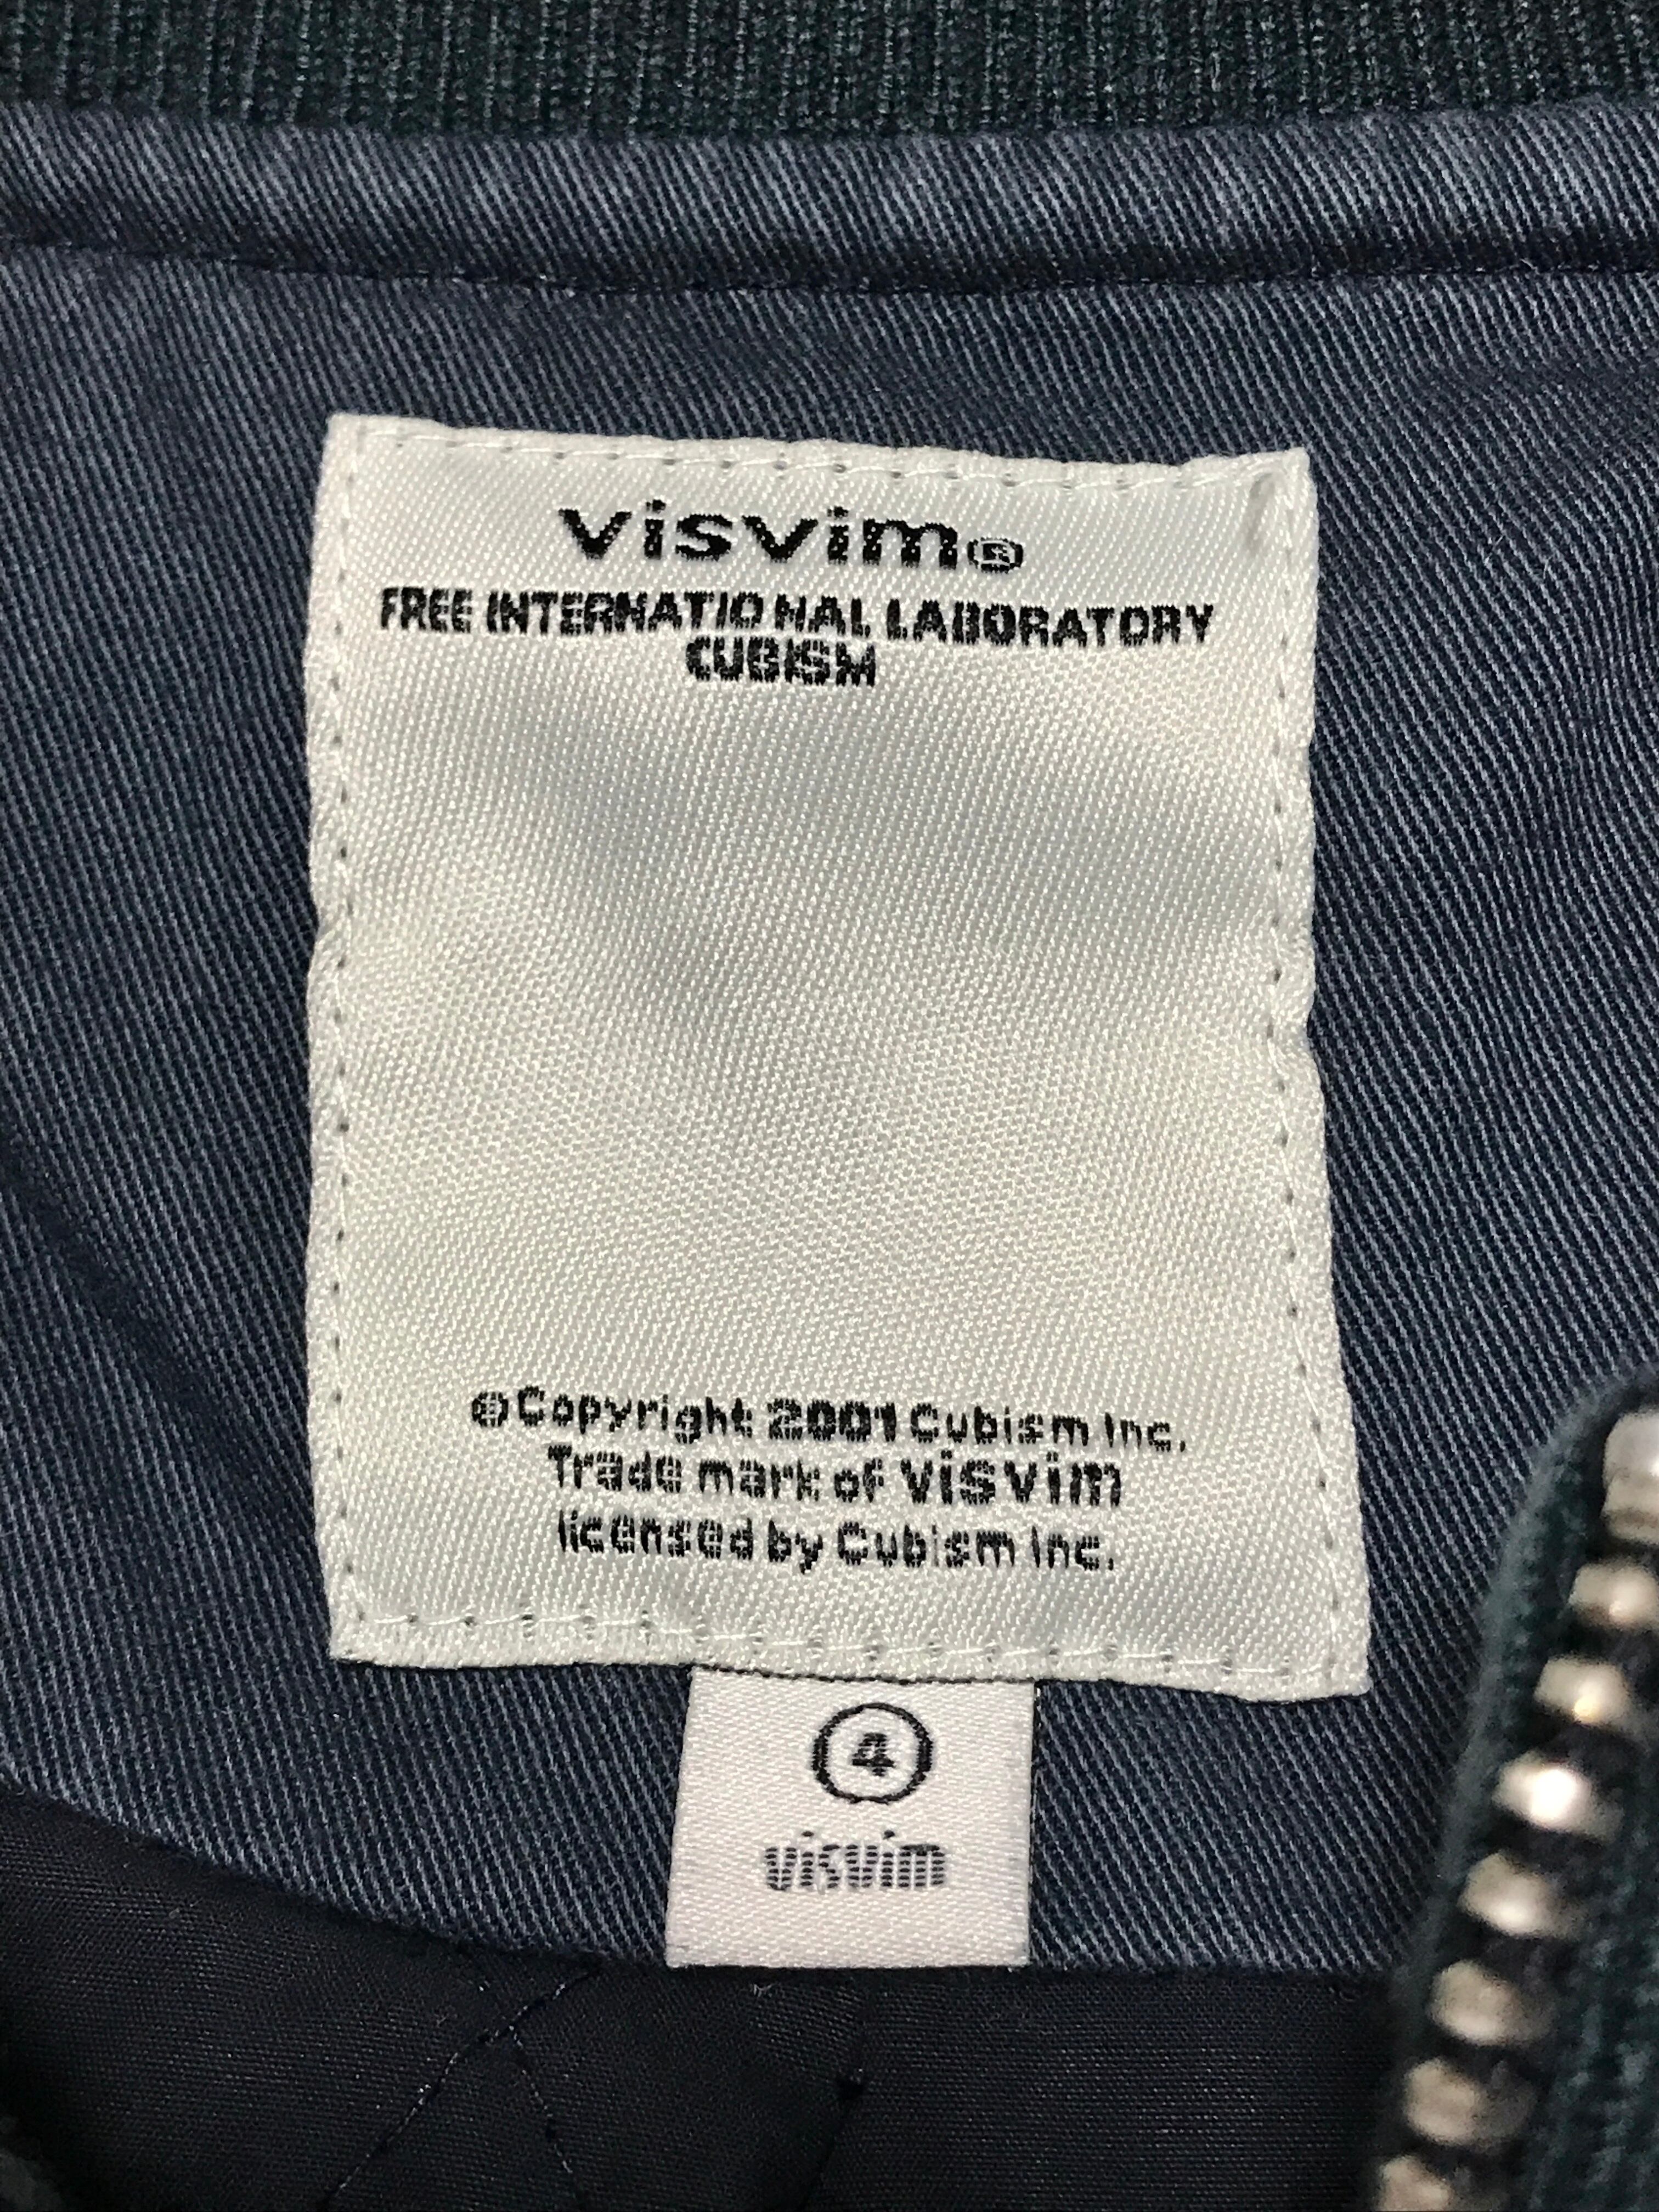 visvim®
FREE INTERNATIONAL LABORATORY
CUBISM
©Copyright 2001 Cubism Inc.
Trade mark of visvim
licensed by Cubism Inc.
4
visvim